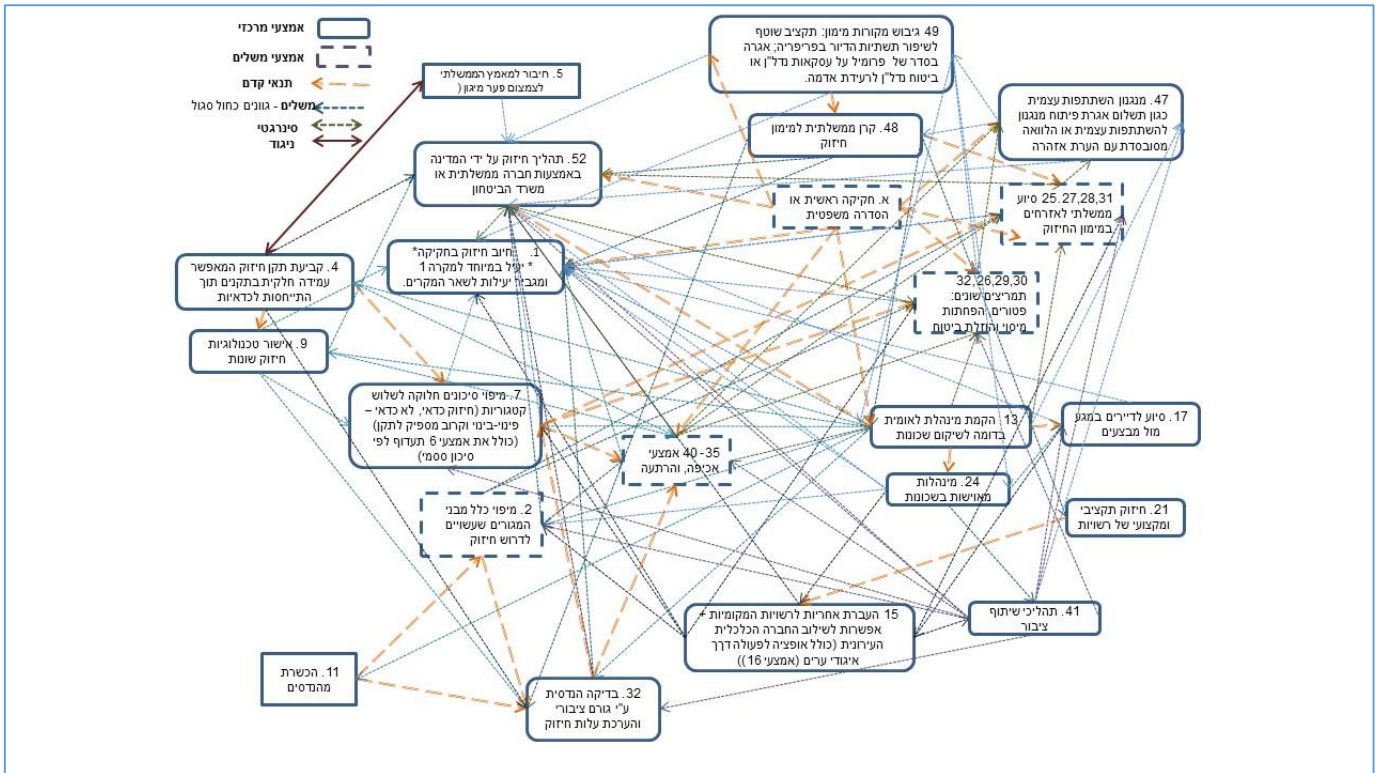 אמצעי מרכזי
אמצעי משלים
תנאי קדם
משלים - גוונים כחול סגול
סינרגטי
ניגוד
5. חיבור למאמץ הממשלתי
לצמצום פער מיגון (
49 גיבוש מקורות מימון: תקציב שוטף
לשיפור תשתיות הדיור בפריפריה; אגרה
בסדר של פרומיל על עסקאות נדל"ן או
ביטוח נדל"ן לרעידת אדמה.
47. מנגנון השתתפות עצמית
כגון תשלום אגרת פיתוח מנגנון
להשתתפות עצמית או הלוואה
מסובסדת עם הערת אזהרה
48. קרן ממשלתית למימון
חיזוק
52. תהליך חיזוק על ידי המדינה
באמצעות חברה ממשלתית או
משרד הביטחון
א. חקיקה ראשית או
הסדרה משפטית
25,27,28,31 סיוע
ממשלתי לאזרחים
במימון החיזוק
1. חיוב חיזוק בחקיקה*
* יעיל במיוחד למקרה 1
ומגביר יעילות לשאר המקרים.
4. קביעת תקן חיזוק המאפשר
עמידה חלקית בתקנים תוך
התייחסות לכדאיות
32,26,29,30
תמריצים שונים:
פטורים, הפחתות
מיסוי והוזלת ביטוח
9. אישור טכנולוגיות
חיזוק שונות
7. מיפוי סיכונים חלוקה לשלוש
קטגוריות (חיזוק כדאי, לא כדאי –
פינוי-בינוי וקרוב מספיק לתקן)
(כולל את אמצעי 6 תעדוף לפי
סיכון ססמי)
13. הקמת מינהלת לאומית
בדומה לשיקום שכונות
17. סיוע לדיירים במגע
מול מבצעים
35-40 אמצעי
אכיפה, והרתעה
24. מינהלות
מאוישות בשכונות
2. מיפוי כלל מבני
המגורים שעשויים
לדרוש חיזוק
21. חיזוק תקציבי
ומקצועי של רשויות
15 העברת אחריות לרשויות המקומיות +
אפשרות לשילוב החברה הכלכלית
העירונית (כולל אופציה לפעולה דרך
איגודי ערים (אמצעי 16))
41. תהליכי שיתוף
ציבור
11. הכשרת
מהנדסים
32. בדיקה הנדסית
ע"י גורם ציבורי
והערכת עלות חיזוק